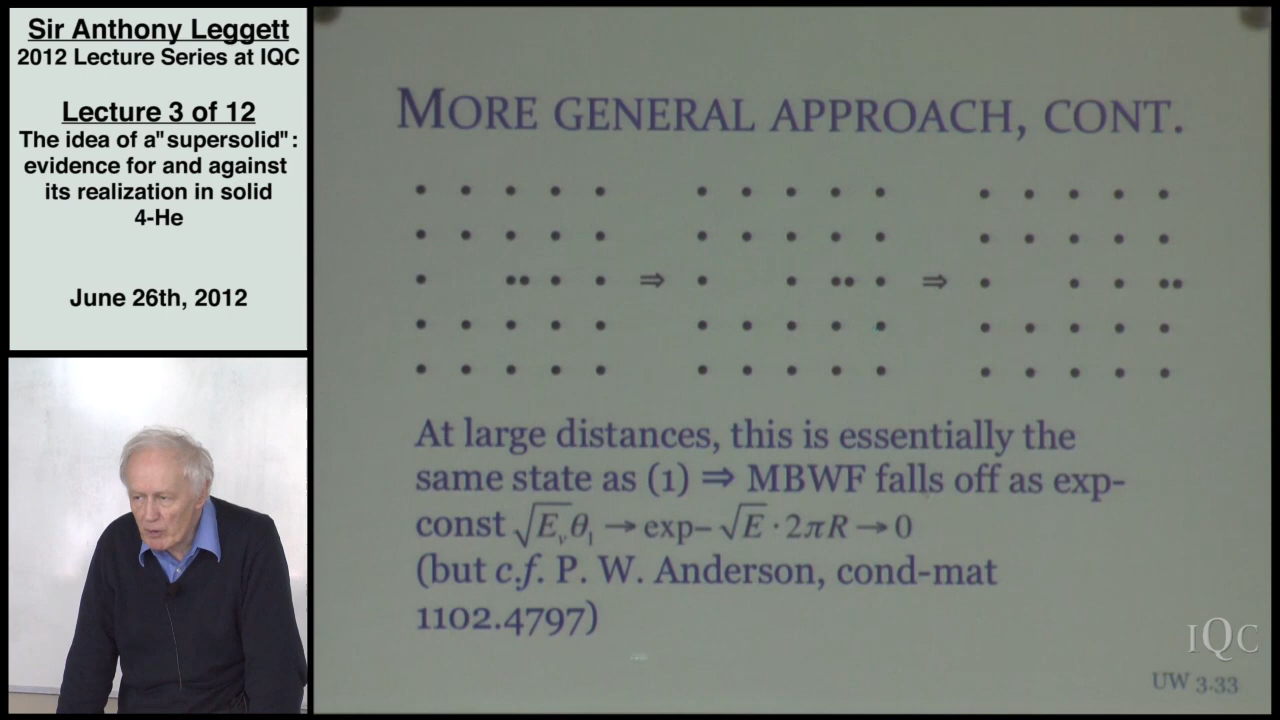 Sir Anthony Leggett
2012 Lecture Series at IQC
Lecture 3 of 12
The idea of a"supersolid":
evidence for and against
its realization in solid
4-He
June 26th, 2012
MORE GENERAL APPROACH, CONT.
⇒ ⇒
At large distances, this is essentially the
same state as (1) ⇒ MBWF falls off as exp-
const √E_v θ₁ → exp– √E · 2πR → 0
(but c.f. P. W. Anderson, cond-mat
1102.4797)
IQC
UW 3.33